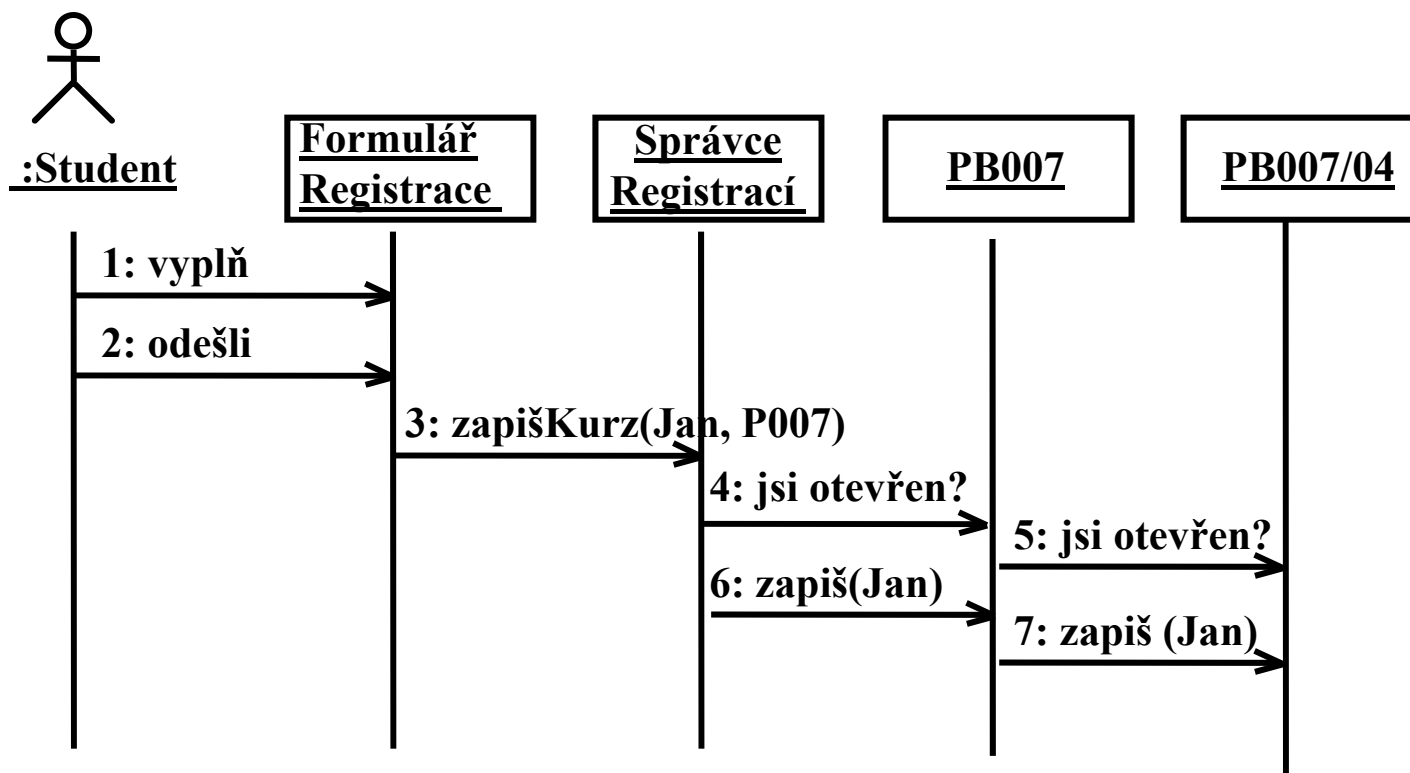 :Student
Formulář
Registrace
Správce
Registrací
PB007
PB007/04
1: vyplň
2: odešli
3: zapišKurz(Jan, P007)
4: jsi otevřen?
5: jsi otevřen?
6: zapiš(Jan)
7: zapiš (Jan)